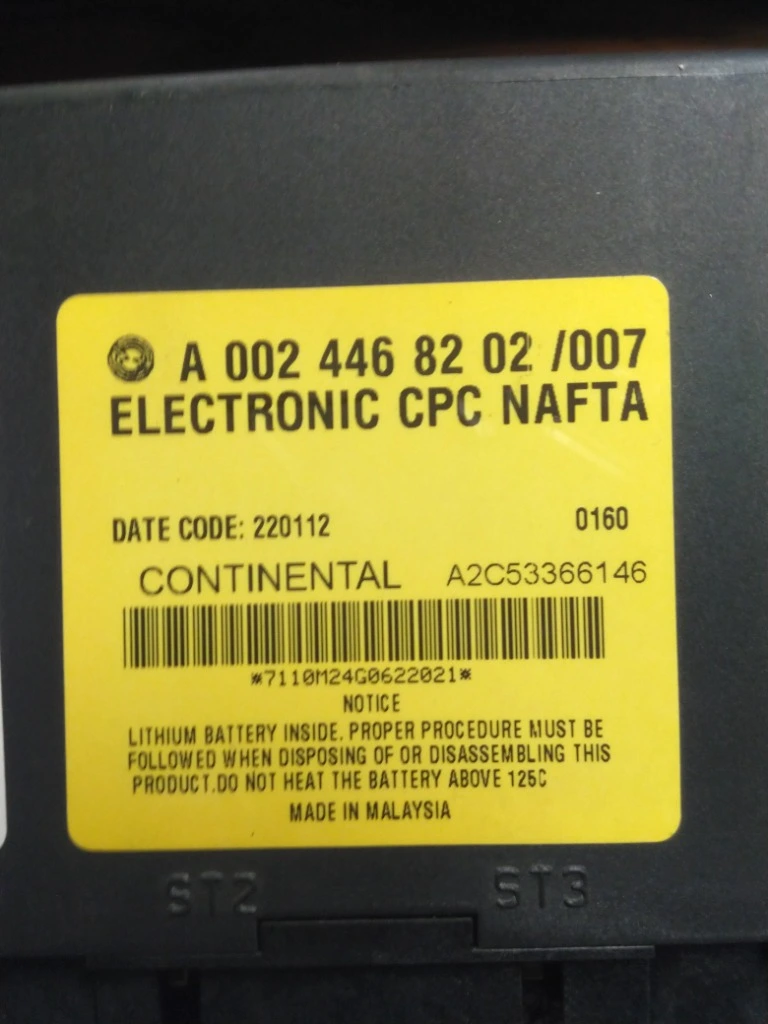 A 002 446 82 02 /007
ELECTRONIC CPC NAFTA
DATE CODE: 220112 0160
CONTINENTAL A2C53366146
*7110M24G0622021*
NOTICE
LITHIUM BATTERY INSIDE. PROPER PROCEDURE MUST BE
FOLLOWED WHEN DISPOSING OF OR DISASSEMBLING THIS
PRODUCT.DO NOT HEAT THE BATTERY ABOVE 125C
MADE IN MALAYSIA
ST2 ST3